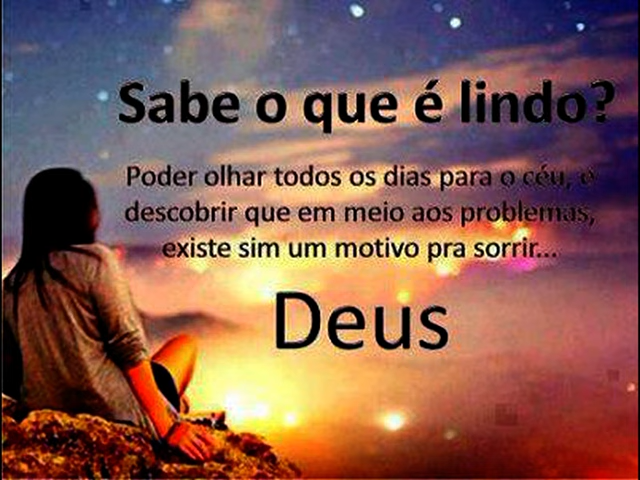 Sabe o que é lindo?
Poder olhar todos os dias para o céu, e
descobrir que em meio aos problemas,
existe sim um motivo pra sorrir...
Deus